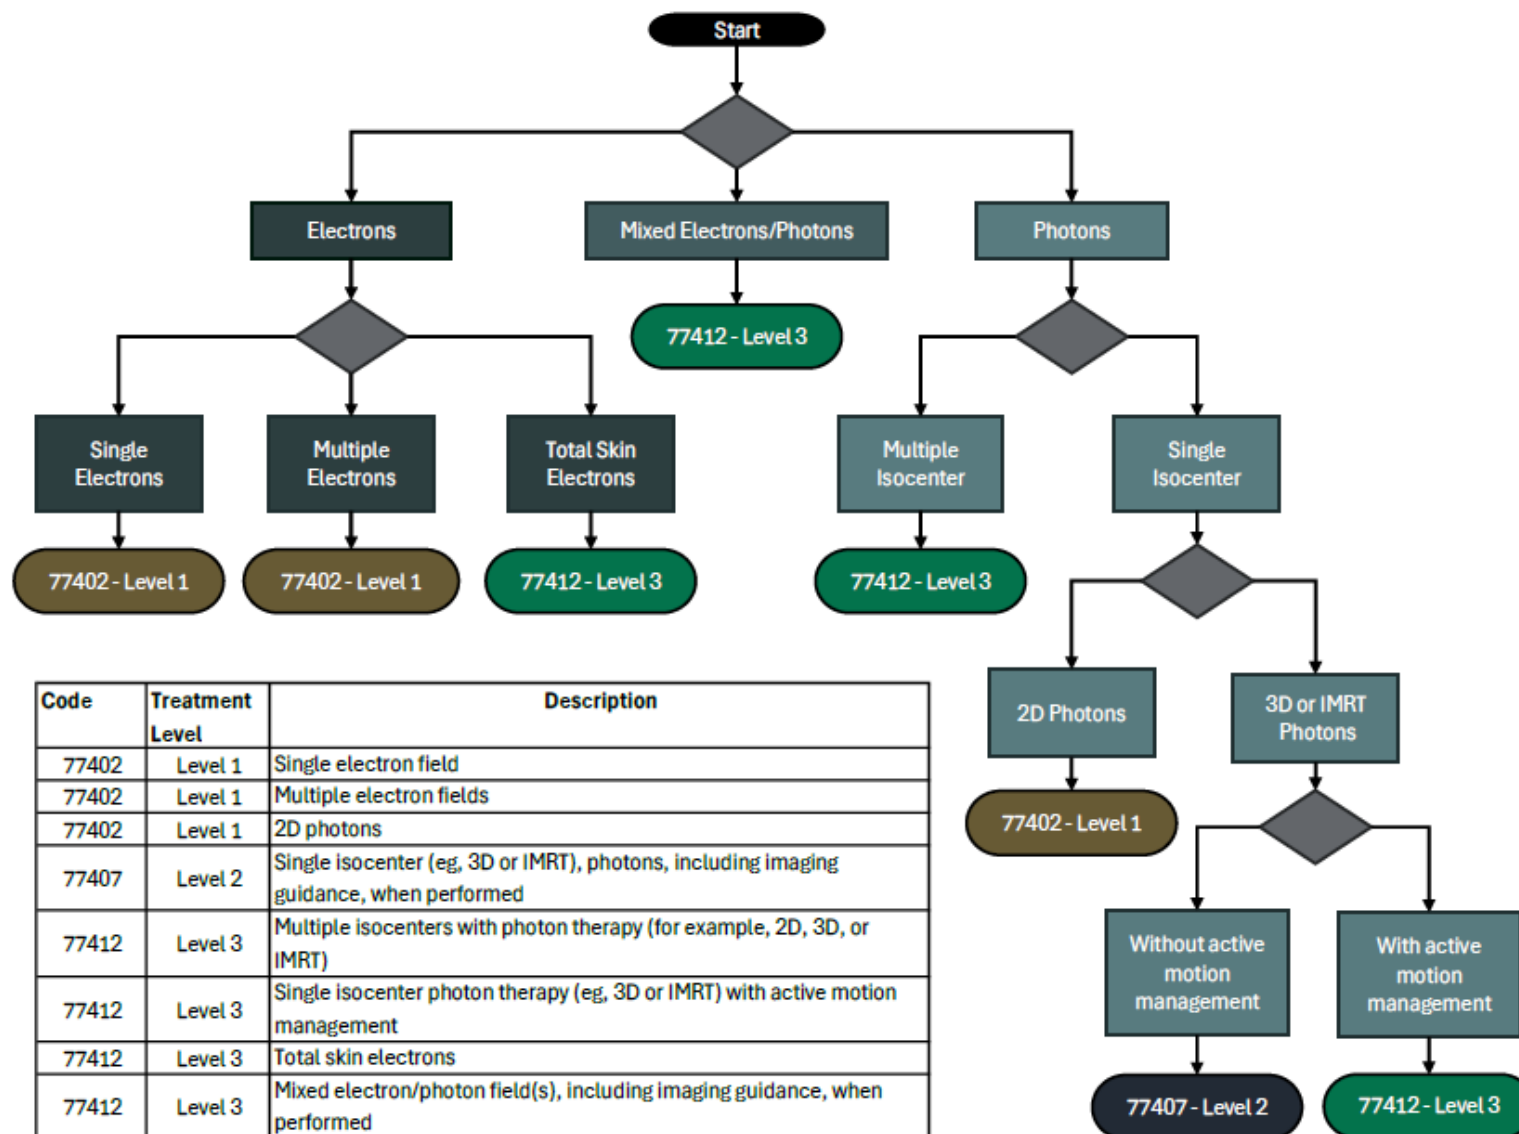 Start
Electrons
Mixed Electrons/Photons
Photons
77412 - Level 3
Single
Electrons
Multiple
Electrons
Total Skin
Electrons
Multiple
Isocenter
Single
Isocenter
77402 - Level 1
77402 - Level 1
77412 - Level 3
77412 - Level 3
2D Photons
3D or IMRT
Photons
77402 - Level 1
Without active
motion
management
With active
motion
management
77407 - Level 2
77412 - Level 3
Code Treatment Level Description
77402 Level 1 Single electron field
77402 Level 1 Multiple electron fields
77402 Level 1 2D photons
77407 Level 2 Single isocenter (eg, 3D or IMRT), photons, including imaging
guidance, when performed
77412 Level 3 Multiple isocenters with photon therapy (for example, 2D, 3D, or
IMRT)
77412 Level 3 Single isocenter photon therapy (eg, 3D or IMRT) with active motion
management
77412 Level 3 Total skin electrons
77412 Level 3 Mixed electron/photon field(s), including imaging guidance, when
performed